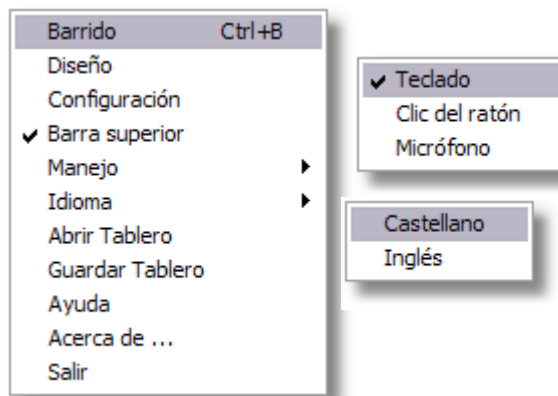 Barrido Ctrl+B
Diseño
Configuración
Barra superior
Manejo
Idioma
Abrir Tablero
Guardar Tablero
Ayuda
Acerca de ...
Salir
Teclado
Clic del ratón
Micrófono
Castellano
Inglés